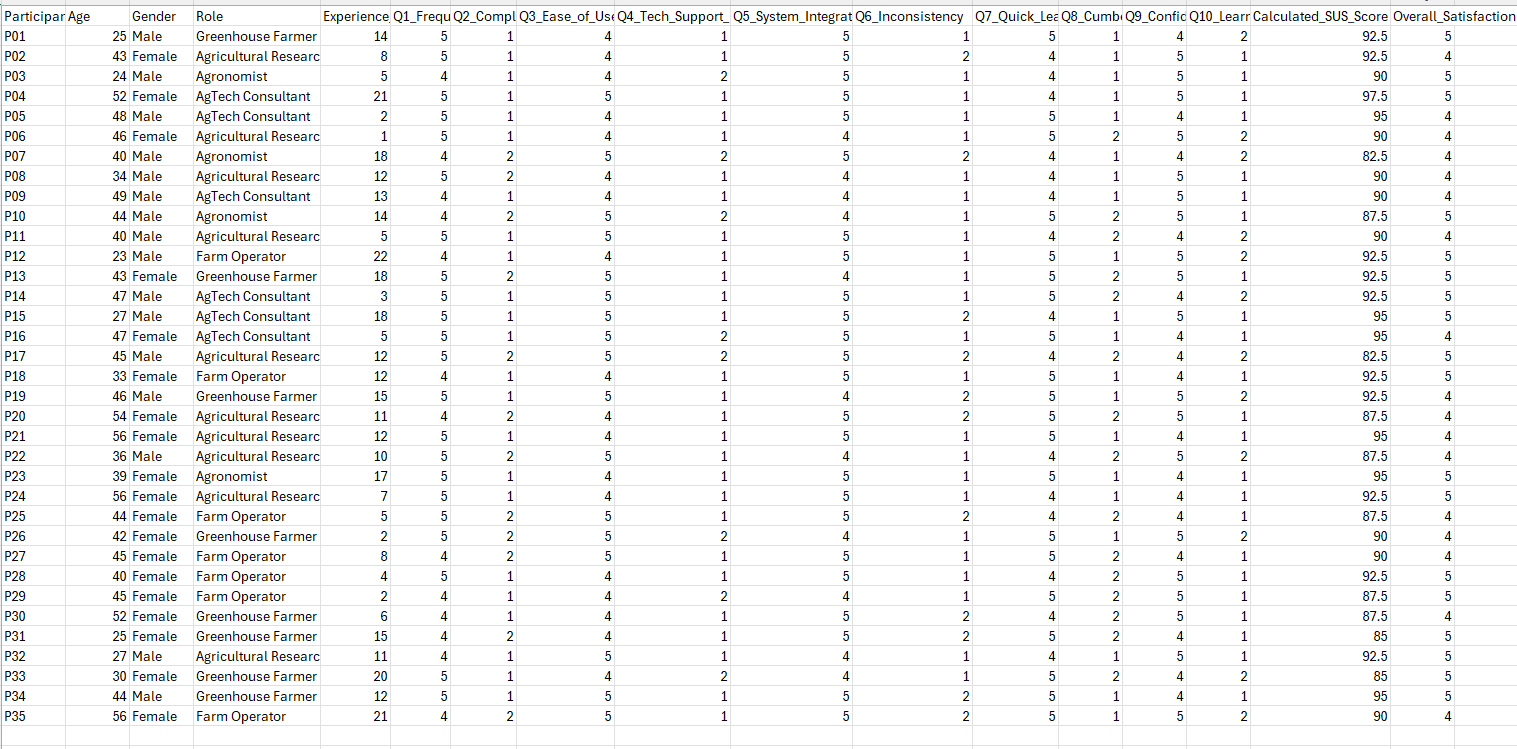 Participar Age Gender Role Experience_ Q1_Frequ Q2_Compl Q3_Ease_of_Use Q4_Tech_Support_ Q5_System_Integrat Q6_Inconsistency Q7_Quick_Lea Q8_Cumbe Q9_Confic Q10_Learr Calculated_SUS_Score Overall_Satisfaction
P01 25 Male Greenhouse Farmer 14 5 1 4 1 5 1 5 1 4 2 92.5 5
P02 43 Female Agricultural Researc 8 5 1 4 1 5 2 4 1 5 1 92.5 4
P03 24 Male Agronomist 5 4 1 4 2 5 1 4 1 5 1 90 5
P04 52 Female AgTech Consultant 21 5 1 5 1 5 1 4 1 5 1 97.5 5
P05 48 Male AgTech Consultant 2 5 1 4 1 5 1 5 1 4 1 95 4
P06 46 Female Agricultural Researc 1 5 1 4 1 4 1 5 2 5 2 90 4
P07 40 Male Agronomist 18 4 2 5 2 5 2 4 1 4 2 82.5 4
P08 34 Male Agricultural Researc 12 5 2 4 1 4 1 4 1 5 1 90 4
P09 49 Male AgTech Consultant 13 4 1 4 1 4 1 4 1 5 1 90 4
P10 44 Male Agronomist 14 4 2 5 2 4 1 5 2 5 1 87.5 5
P11 40 Male Agricultural Researc 5 5 1 5 1 5 1 4 2 4 2 90 4
P12 23 Male Farm Operator 22 4 1 4 1 5 1 5 1 5 2 92.5 5
P13 43 Female Greenhouse Farmer 18 5 2 5 1 4 1 5 2 5 1 92.5 5
P14 47 Male AgTech Consultant 3 5 1 5 1 5 1 5 2 4 2 92.5 5
P15 27 Male AgTech Consultant 18 5 1 5 1 5 2 4 1 5 1 95 5
P16 47 Female AgTech Consultant 5 5 1 5 2 5 1 5 1 4 1 95 4
P17 45 Male Agricultural Researc 12 5 2 5 2 5 2 4 2 4 2 82.5 5
P18 33 Female Farm Operator 12 4 1 4 1 5 1 5 1 4 1 92.5 5
P19 46 Male Greenhouse Farmer 15 5 1 5 1 4 2 5 1 5 2 92.5 4
P20 54 Female Agricultural Researc 11 4 2 4 1 5 2 5 2 5 1 87.5 4
P21 56 Female Agricultural Researc 12 5 1 4 1 5 1 5 1 4 1 95 4
P22 36 Male Agricultural Researc 10 5 2 5 1 4 1 4 2 5 2 87.5 4
P23 39 Female Agronomist 17 5 1 4 1 5 1 5 1 4 1 95 5
P24 56 Female Agricultural Researc 7 5 1 4 1 5 1 4 1 4 1 92.5 5
P25 44 Female Farm Operator 5 5 2 5 1 5 2 4 2 4 1 87.5 4
P26 42 Female Greenhouse Farmer 2 5 2 5 2 4 1 5 1 5 2 90 4
P27 45 Female Farm Operator 8 4 2 5 1 5 1 5 2 4 1 90 4
P28 40 Female Farm Operator 4 5 1 4 1 5 1 4 2 5 1 92.5 5
P29 45 Female Farm Operator 2 4 1 4 2 4 1 5 2 5 1 87.5 5
P30 52 Female Greenhouse Farmer 6 4 1 4 1 5 2 4 2 5 1 87.5 4
P31 25 Female Greenhouse Farmer 15 4 2 4 1 5 2 5 2 4 1 85 5
P32 27 Male Agricultural Researc 11 4 1 5 1 4 1 4 1 5 1 92.5 4
P33 30 Female Greenhouse Farmer 20 5 1 4 2 4 1 5 2 4 2 85 5
P34 44 Male Greenhouse Farmer 12 5 1 5 1 5 2 5 1 4 1 95 5
P35 56 Female Farm Operator 21 4 2 5 1 5 2 5 1 5 2 90 4